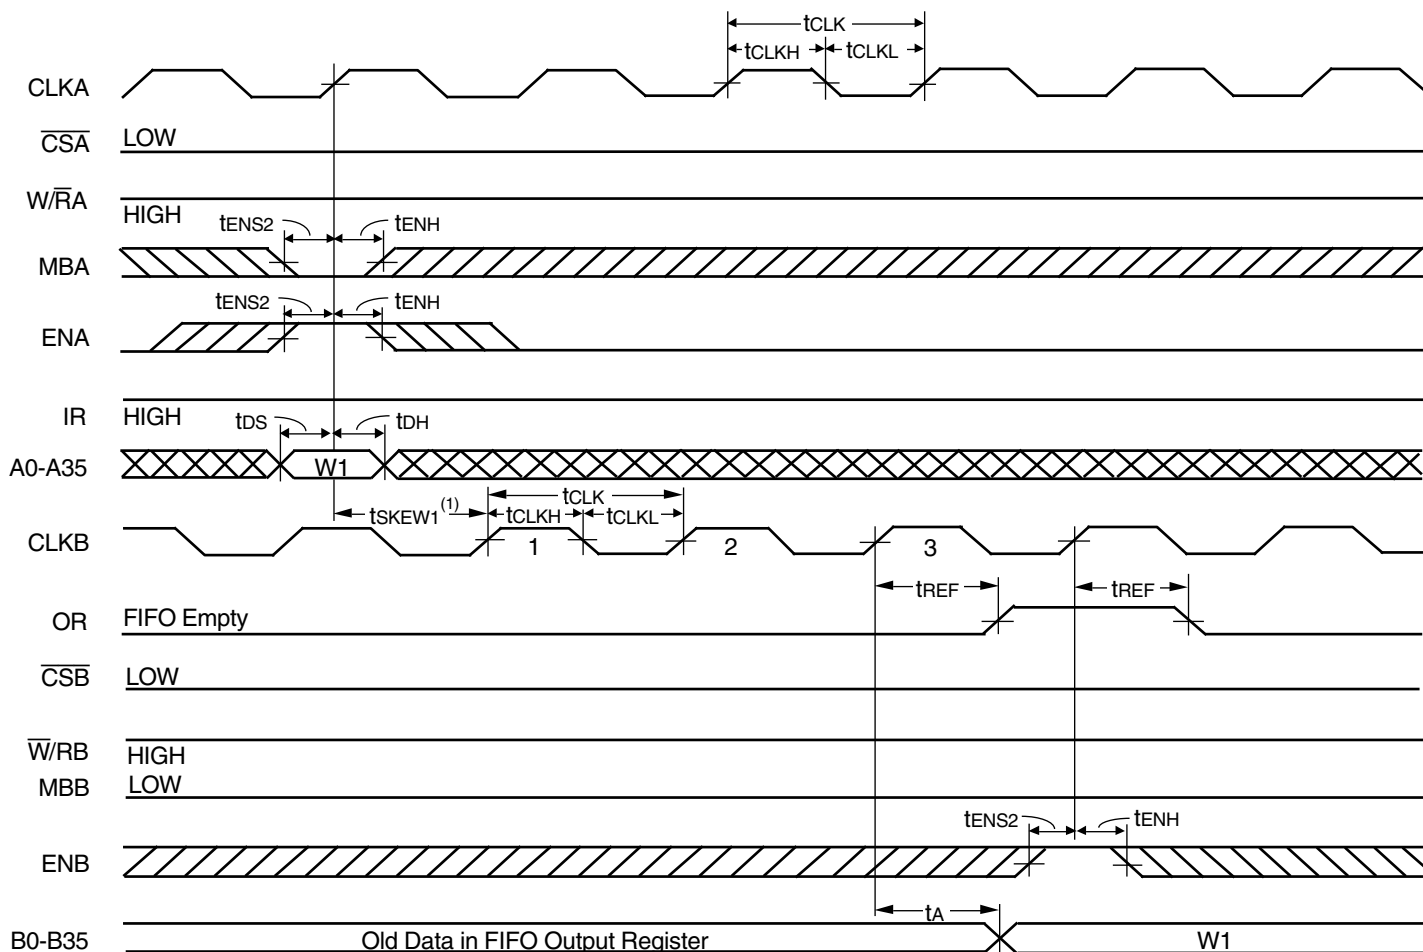 tCLK
tCLKH tCLKL
CLKA
CSA LOW
W/RA HIGH
tENS2 tENH
MBA
tENS2 tENH
ENA
IR HIGH
tDS tDH
A0-A35 W1
tCLK
tSKEW1(1) tCLKH tCLKL
CLKB 1 2 3
tREF tREF
OR FIFO Empty
CSB LOW
W/RB HIGH
MBB LOW
tENS2 tENH
ENB
tA
B0-B35 Old Data in FIFO Output Register W1